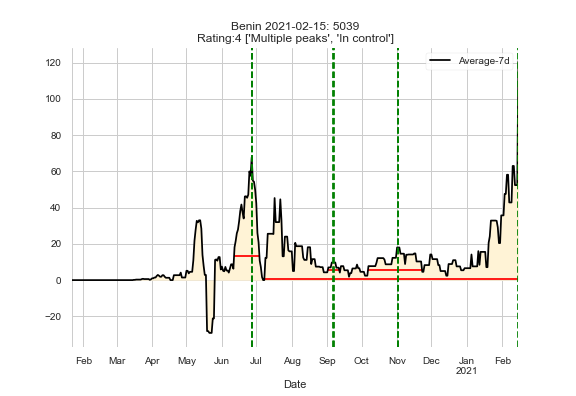 Benin 2021-02-15: 5039
Rating:4 ['Multiple peaks', 'In control']
Average-7d
120
100
80
60
40
20
0
−20
Feb Mar Apr May Jun Jul Aug Sep Oct Nov Dec Jan Feb
2021
Date